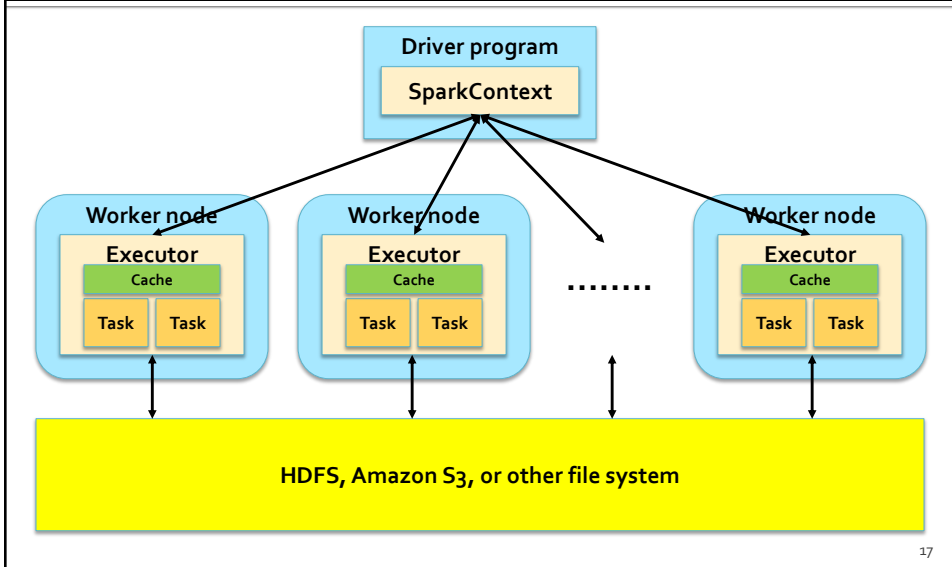 Driver program
SparkContext
Worker node
Executor
Cache
Task Task
Worker node
Executor
Cache
Task Task
........
Worker node
Executor
Cache
Task Task
HDFS, Amazon S3, or other file system
17